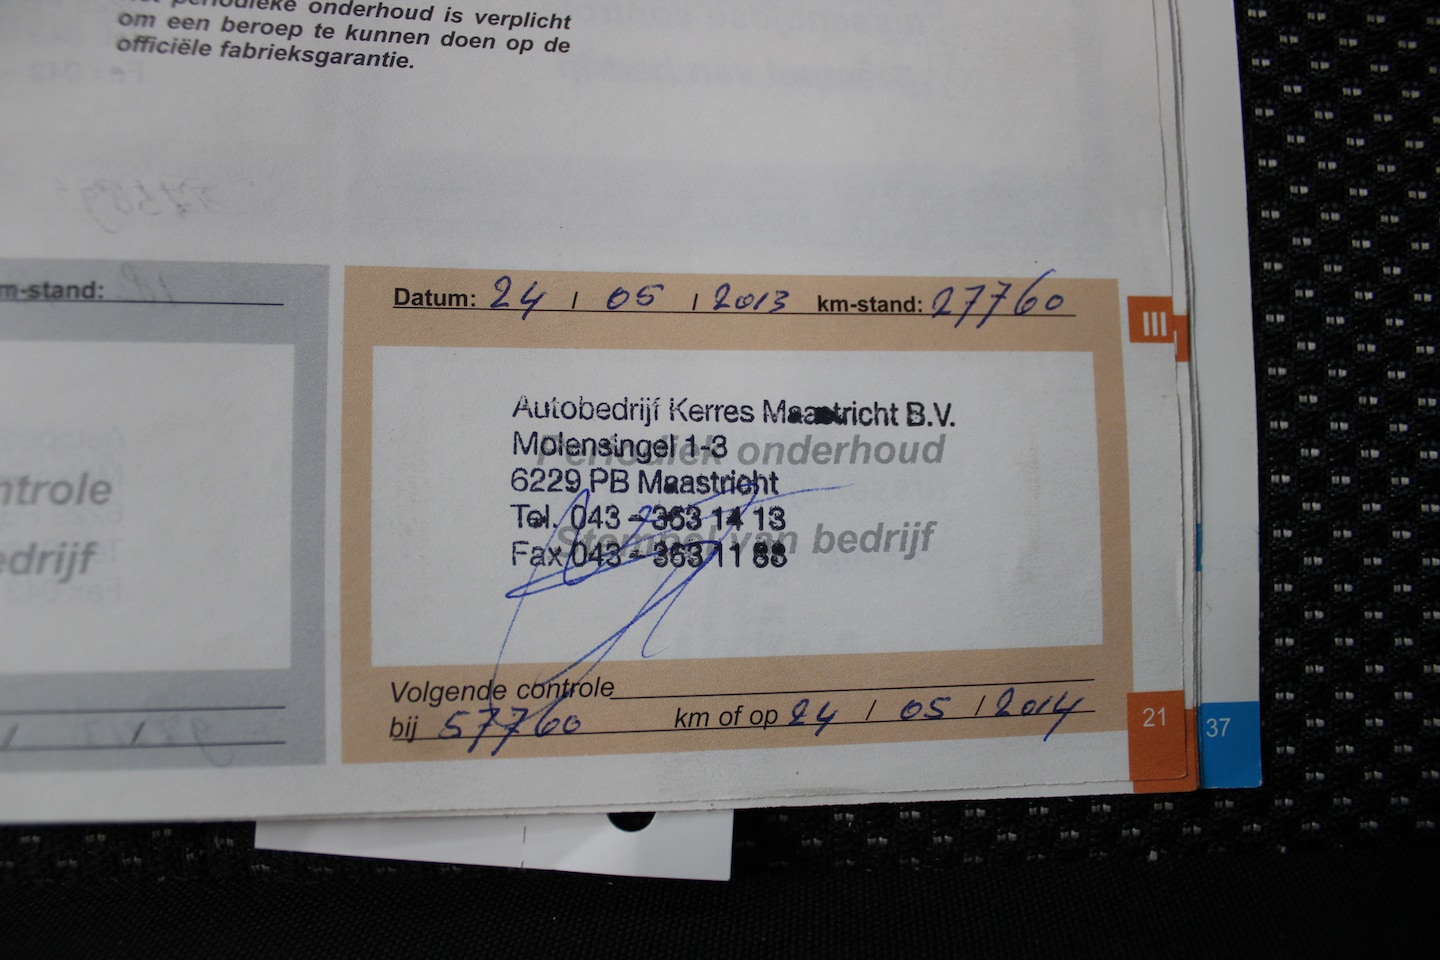 periodieke onderhoud is verplicht
om een beroep te kunnen doen op de
officiële fabrieksgarantie.
m-stand:
ntrole
edrijf
/ /
Datum: 24 / 05 / 2013 km-stand: 27760
Autobedrijf Kerres Maastricht B.V.
Molensingel 1-3
Periodiek onderhoud
6229 PB Maastricht
Tel. 043 - 363 14 13
Stempel van bedrijf
Fax 043 - 363 11 88
Volgende controle
bij 57760 km of op 24 / 05 / 2014
III
21
37